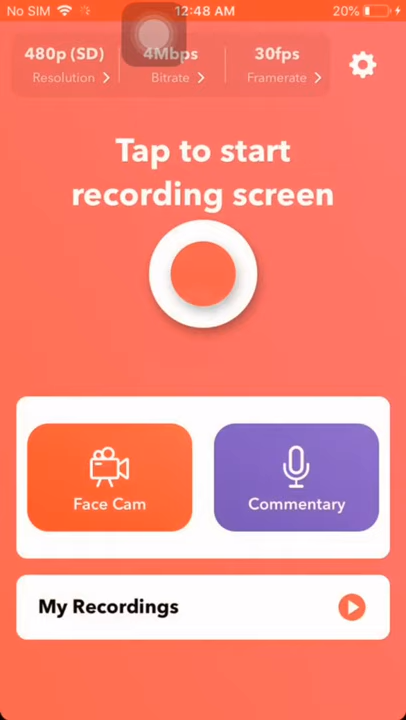 No SIM 12:48 AM 20%
480p (SD) 4Mbps 30fps
Resolution Bitrate Framerate
Tap to start
recording screen
Face Cam Commentary
My Recordings